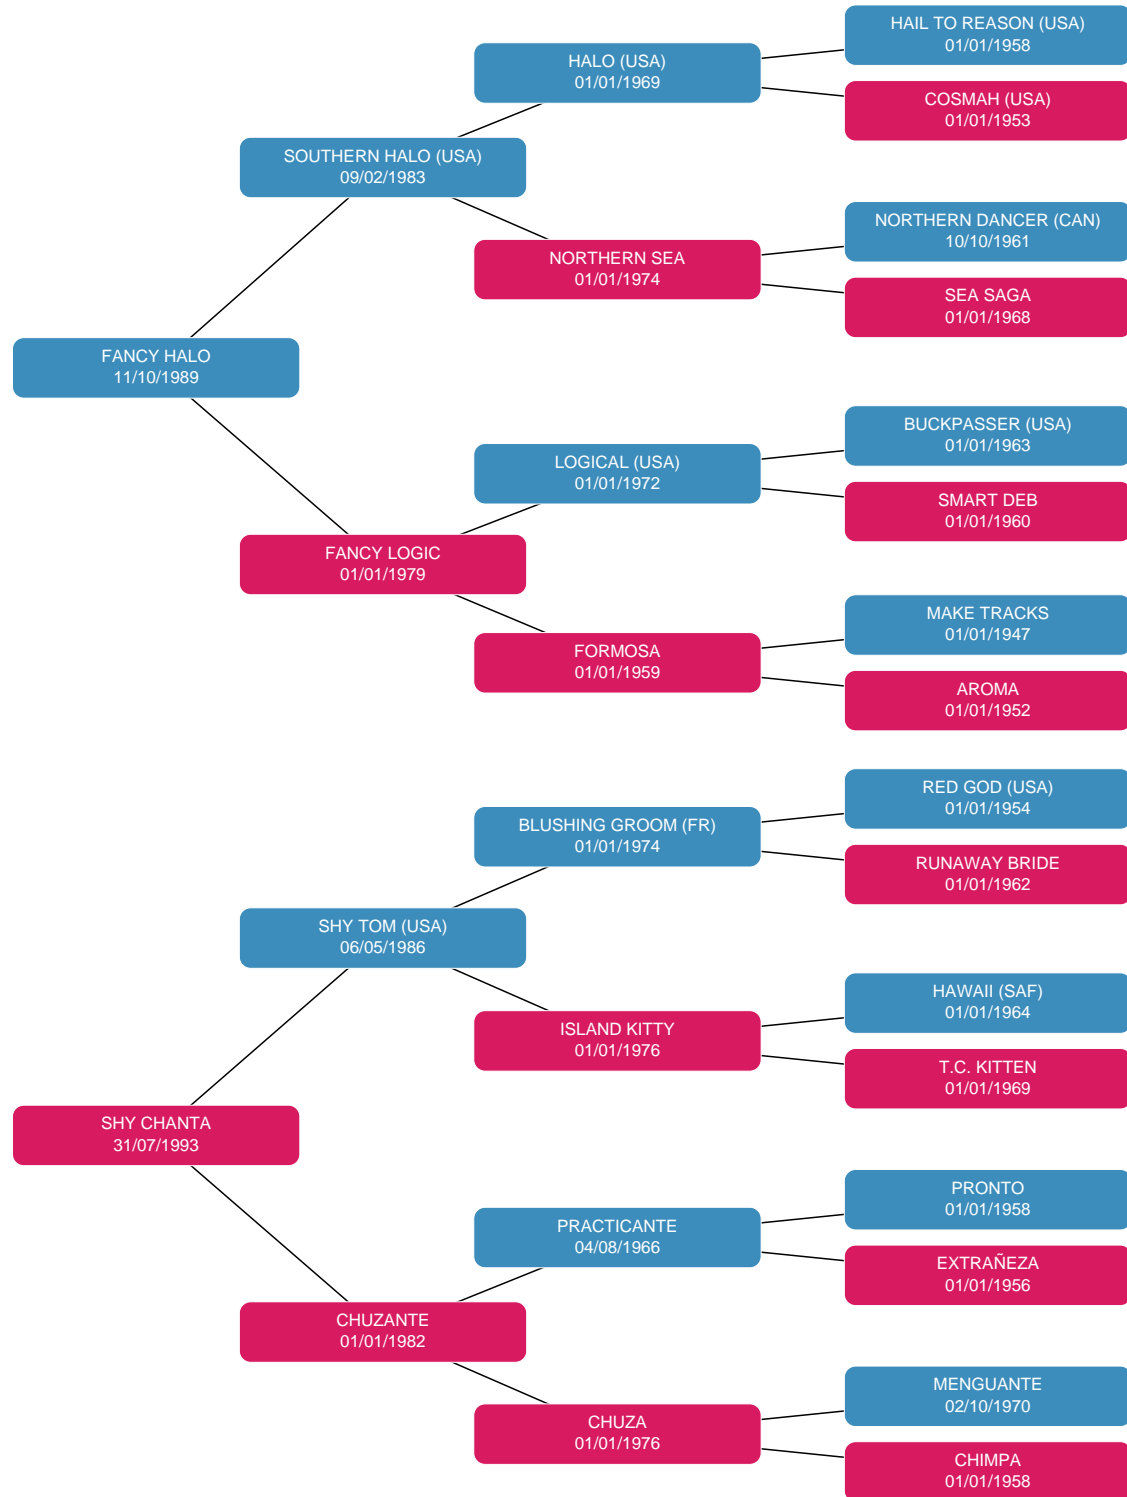 HAIL TO REASON (USA)
01/01/1958
HALO (USA)
01/01/1969
COSMAH (USA)
01/01/1953
SOUTHERN HALO (USA)
09/02/1983
NORTHERN DANCER (CAN)
10/10/1961
NORTHERN SEA
01/01/1974
SEA SAGA
01/01/1968
FANCY HALO
11/10/1989
BUCKPASSER (USA)
01/01/1963
LOGICAL (USA)
01/01/1972
SMART DEB
01/01/1960
FANCY LOGIC
01/01/1979
MAKE TRACKS
01/01/1947
FORMOSA
01/01/1959
AROMA
01/01/1952
RED GOD (USA)
01/01/1954
BLUSHING GROOM (FR)
01/01/1974
RUNAWAY BRIDE
01/01/1962
SHY TOM (USA)
06/05/1986
HAWAII (SAF)
01/01/1964
ISLAND KITTY
01/01/1976
T.C. KITTEN
01/01/1969
SHY CHANTA
31/07/1993
PRONTO
01/01/1958
PRACTICANTE
04/08/1966
EXTRAÑEZA
01/01/1956
CHUZANTE
01/01/1982
MENGUANTE
02/10/1970
CHUZA
01/01/1976
CHIMPA
01/01/1958